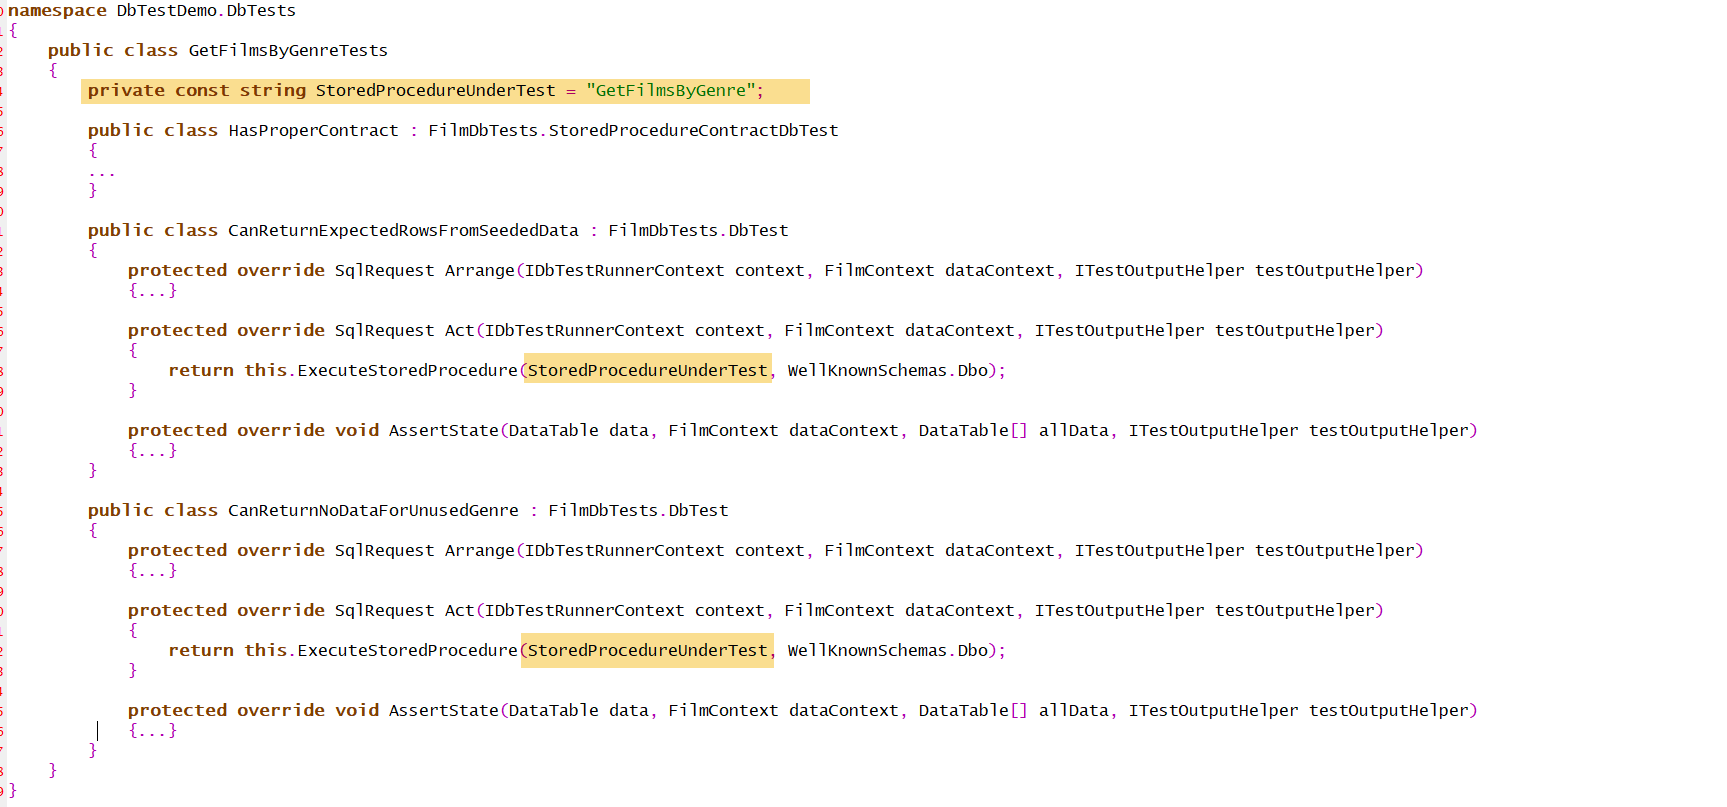 namespace DbTestDemo.DbTests
{
    public class GetFilmsByGenreTests
    {
        private const string StoredProcedureUnderTest = "GetFilmsByGenre";

        public class HasProperContract : FilmDbTests.StoredProcedureContractDbTest
        {
        ...
        }

        public class CanReturnExpectedRowsFromSeededData : FilmDbTests.DbTest
        {
            protected override SqlRequest Arrange(IDbTestRunnerContext context, FilmContext dataContext, ITestOutputHelper testOutputHelper)
            {...}

            protected override SqlRequest Act(IDbTestRunnerContext context, FilmContext dataContext, ITestOutputHelper testOutputHelper)
            {
                return this.ExecuteStoredProcedure(StoredProcedureUnderTest, WellKnownSchemas.Dbo);
            }

            protected override void AssertState(DataTable data, FilmContext dataContext, DataTable[] allData, ITestOutputHelper testOutputHelper)
            {...}
        }

        public class CanReturnNoDataForUnusedGenre : FilmDbTests.DbTest
        {
            protected override SqlRequest Arrange(IDbTestRunnerContext context, FilmContext dataContext, ITestOutputHelper testOutputHelper)
            {...}

            protected override SqlRequest Act(IDbTestRunnerContext context, FilmContext dataContext, ITestOutputHelper testOutputHelper)
            {
                return this.ExecuteStoredProcedure(StoredProcedureUnderTest, WellKnownSchemas.Dbo);
            }

            protected override void AssertState(DataTable data, FilmContext dataContext, DataTable[] allData, ITestOutputHelper testOutputHelper)
            {...}
        }
    }
}